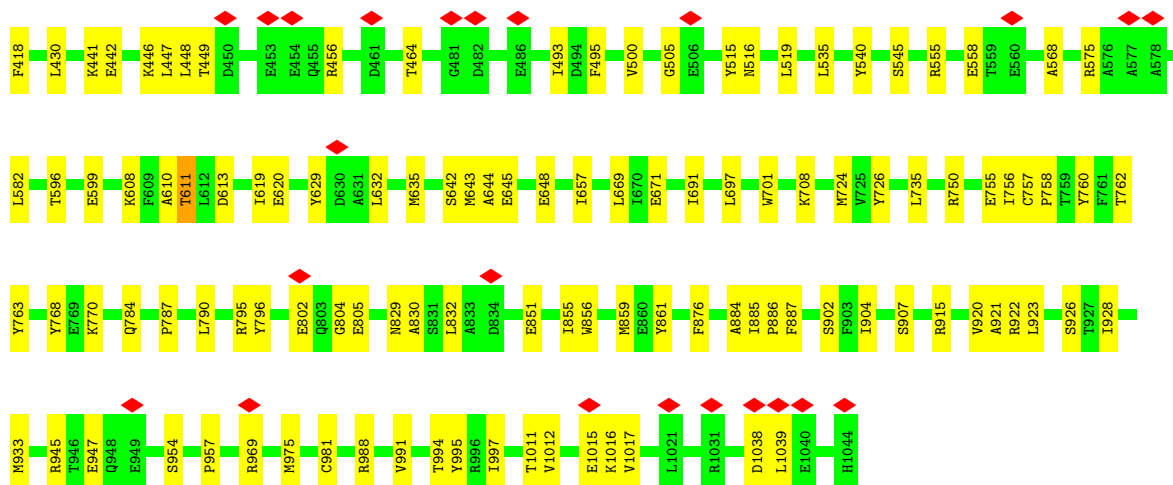 F418 L430 K441 E442 K446 L447 L448 T449 D450 E453 E454 Q455 R456 D461 T464 G481 D482 E486 I493 D494 F495 V500 G505 E506 Y515 N516 L519 L535 Y540 S545 R555 E558 T559 E560 A568 R575 A576 A577 A578
L582 T596 E599 K608 F609 A610 T611 L612 D613 I619 E620 Y629 D630 A631 L632 M635 S642 M643 A644 E645 E648 I657 L669 I670 E671 I691 L697 W701 K708 M724 V725 Y726 L735 R750 E755 I756 C757 P758 T759 Y760 F761 T762
Y763 Y768 E769 K770 Q784 P787 L790 R795 Y796 E802 Q803 G804 E805 N829 A830 S831 L832 A833 D834 E851 I855 W856 M859 E860 Y861 F876 A884 I885 P886 F887 S902 F903 I904 S907 R915 V920 A921 R922 L923 S926 T927 I928
M933 R945 T946 E947 Q948 E949 S954 P957 R969 M975 C981 R988 V991 T994 Y995 R996 I997 T1011 V1012 E1015 K1016 V1017 L1021 R1031 D1038 L1039 E1040 H1044